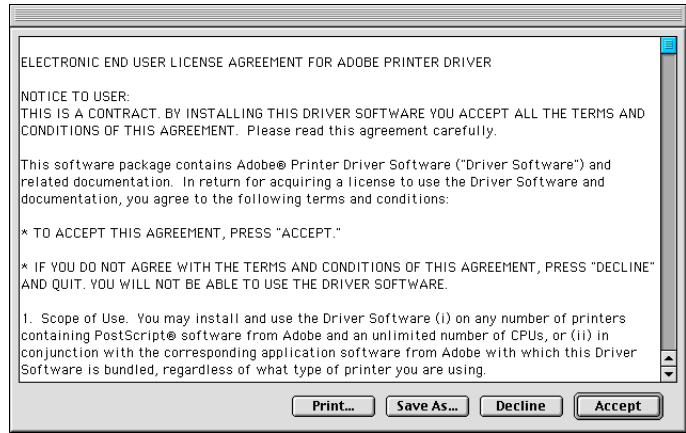 ELECTRONIC END USER LICENSE AGREEMENT FOR ADOBE PRINTER DRIVER
NOTICE TO USER:
THIS IS A CONTRACT. BY INSTALLING THIS DRIVER SOFTWARE YOU ACCEPT ALL THE TERMS AND
CONDITIONS OF THIS AGREEMENT.  Please read this agreement carefully.
This software package contains Adobe® Printer Driver Software ("Driver Software") and
related documentation.  In return for acquiring a license to use the Driver Software and
documentation, you agree to the following terms and conditions:
* TO ACCEPT THIS AGREEMENT, PRESS "ACCEPT."
* IF YOU DO NOT AGREE WITH THE TERMS AND CONDITIONS OF THIS AGREEMENT, PRESS "DECLINE"
AND QUIT. YOU WILL NOT BE ABLE TO USE THE DRIVER SOFTWARE.
1.  Scope of Use.  You may install and use the Driver Software (i) on any number of printers
containing PostScript® software from Adobe and an unlimited number of CPUs, or (ii) in
conjunction with the corresponding application software from Adobe with which this Driver
Software is bundled, regardless of what type of printer you are using.
Print... Save As... Decline Accept